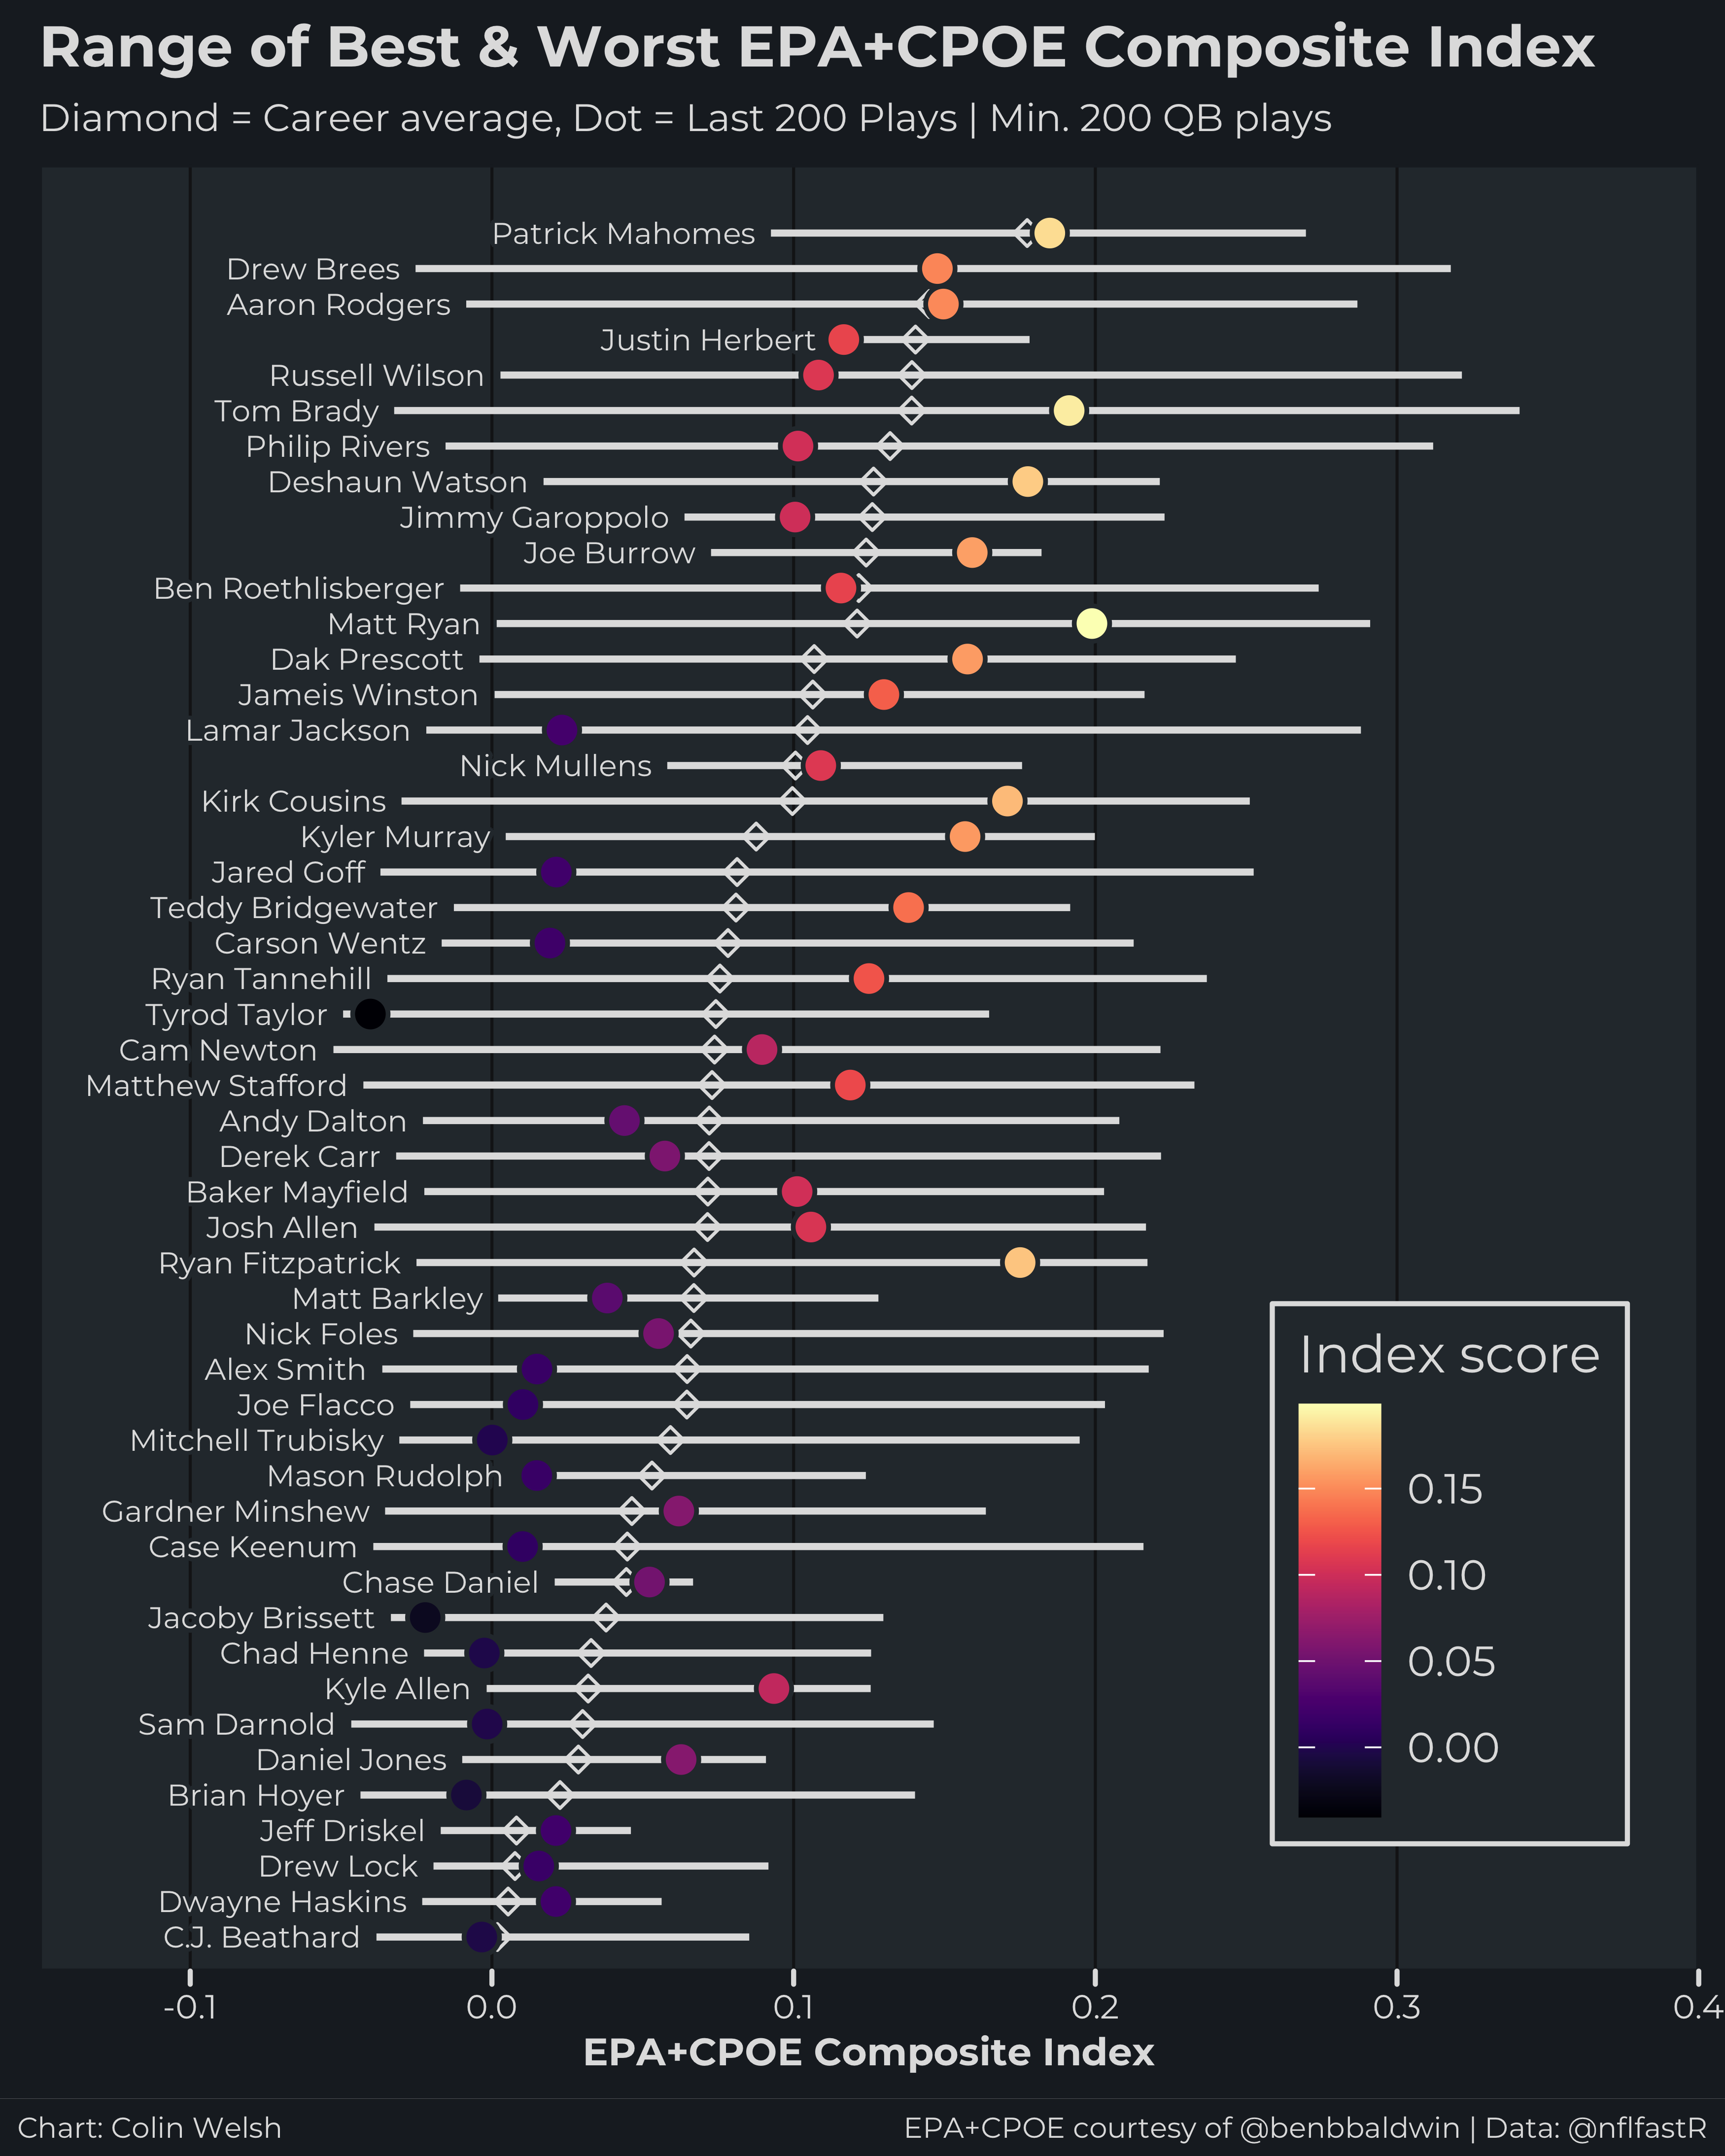 Range of Best & Worst EPA+CPOE Composite Index
Diamond = Career average, Dot = Last 200 Plays | Min. 200 QB plays
Patrick Mahomes
Drew Brees
Aaron Rodgers
Justin Herbert
Russell Wilson
Tom Brady
Philip Rivers
Deshaun Watson
Jimmy Garoppolo
Joe Burrow
Ben Roethlisberger
Matt Ryan
Dak Prescott
Jameis Winston
Lamar Jackson
Nick Mullens
Kirk Cousins
Kyler Murray
Jared Goff
Teddy Bridgewater
Carson Wentz
Ryan Tannehill
Tyrod Taylor
Cam Newton
Matthew Stafford
Andy Dalton
Derek Carr
Baker Mayfield
Josh Allen
Ryan Fitzpatrick
Matt Barkley
Nick Foles
Alex Smith
Joe Flacco
Mitchell Trubisky
Mason Rudolph
Gardner Minshew
Case Keenum
Chase Daniel
Jacoby Brissett
Chad Henne
Kyle Allen
Sam Darnold
Daniel Jones
Brian Hoyer
Jeff Driskel
Drew Lock
Dwayne Haskins
C.J. Beathard
Index score
0.15
0.10
0.05
0.00
-0.1 0.0 0.1 0.2 0.3 0.4
EPA+CPOE Composite Index
Chart: Colin Welsh
EPA+CPOE courtesy of @benbbaldwin | Data: @nflfastR